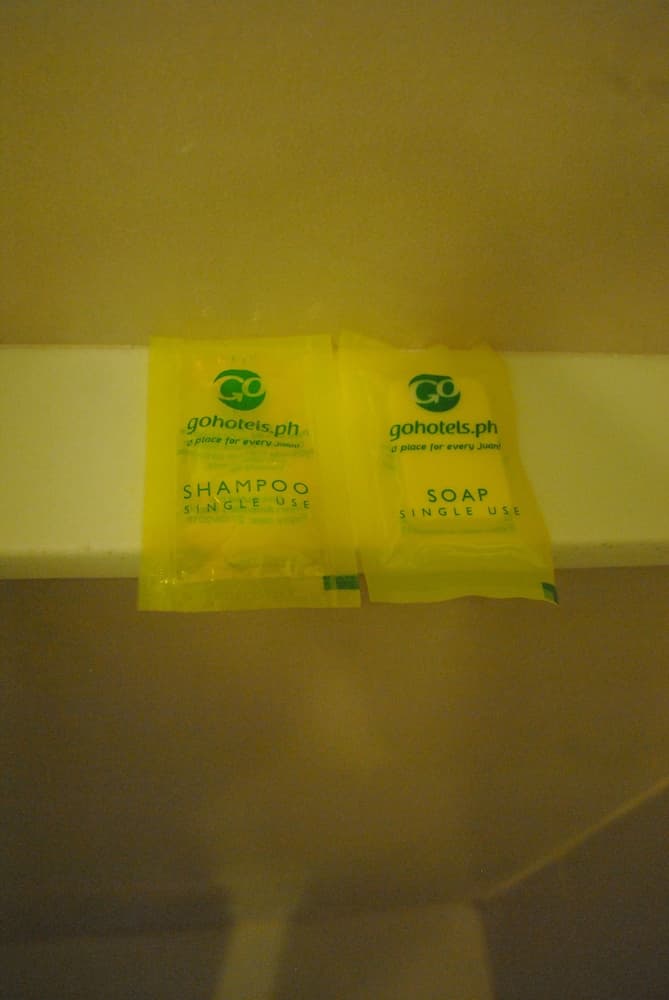 GO
gohotels.ph
a place for every Juan!
SHAMPOO
SINGLE USE
GO
gohotels.ph
a place for every Juan!
SOAP
SINGLE USE